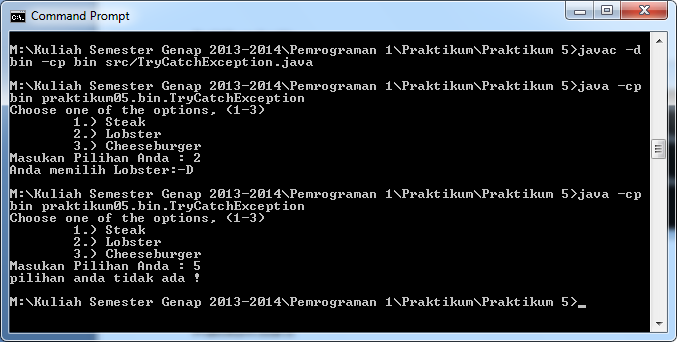 Command Prompt
M:\Kuliah Semester Genap 2013-2014\Pemrograman 1\Praktikum\Praktikum 5>javac -d
bin -cp bin src/TryCatchException.java
M:\Kuliah Semester Genap 2013-2014\Pemrograman 1\Praktikum\Praktikum 5>java -cp
bin praktikum05.bin.TryCatchException
Choose one of the options, (1-3)
1.) Steak
2.) Lobster
3.) Cheeseburger
Masukan Pilihan Anda : 2
Anda memilih Lobster:-D
M:\Kuliah Semester Genap 2013-2014\Pemrograman 1\Praktikum\Praktikum 5>java -cp
bin praktikum05.bin.TryCatchException
Choose one of the options, (1-3)
1.) Steak
2.) Lobster
3.) Cheeseburger
Masukan Pilihan Anda : 5
pilihan anda tidak ada !
M:\Kuliah Semester Genap 2013-2014\Pemrograman 1\Praktikum\Praktikum 5>_